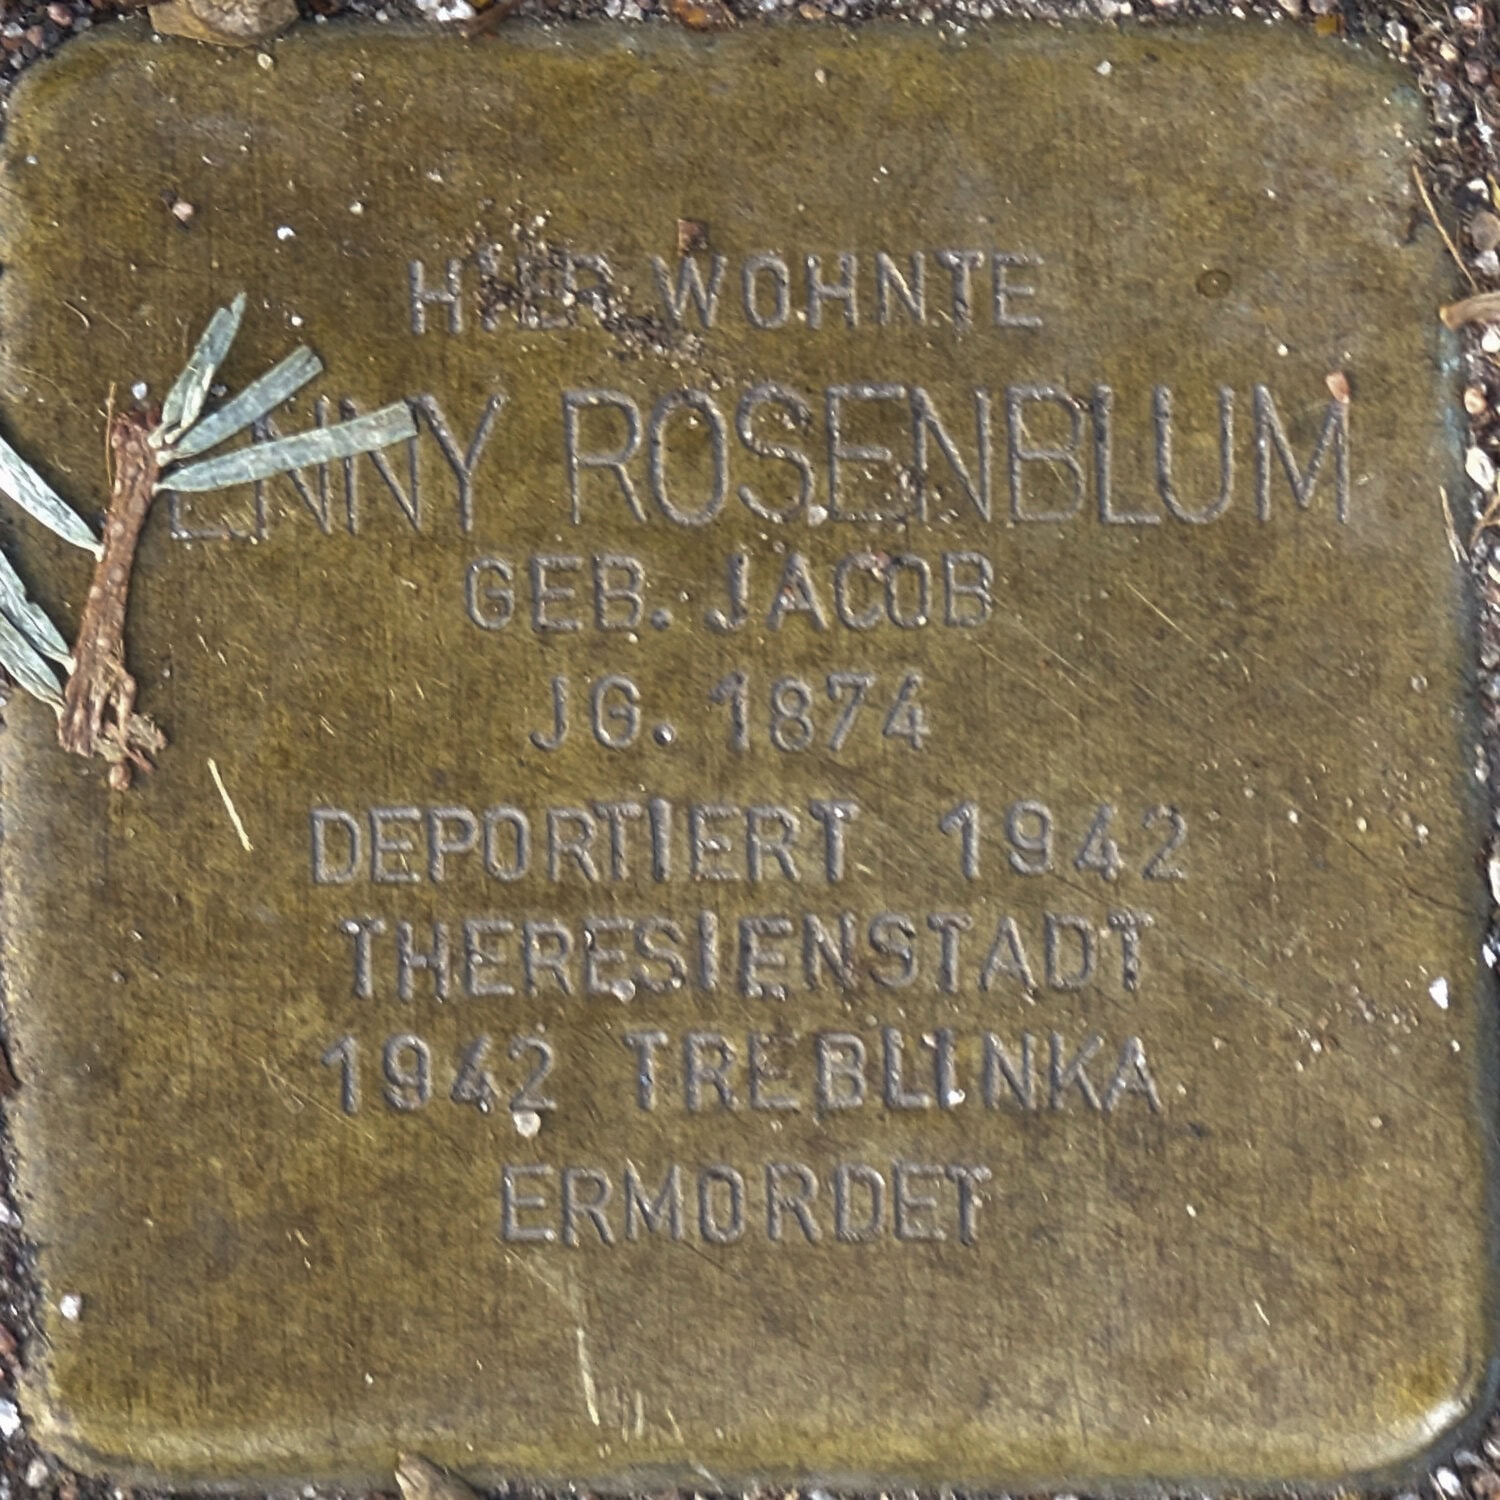 HIER WOHNTE
ROSENBLUM
GEB. JACOB
JG. 1874
DEPORTIERT 1942
THERESIENSTADT
1942 TREBLINKA
ERMORDET